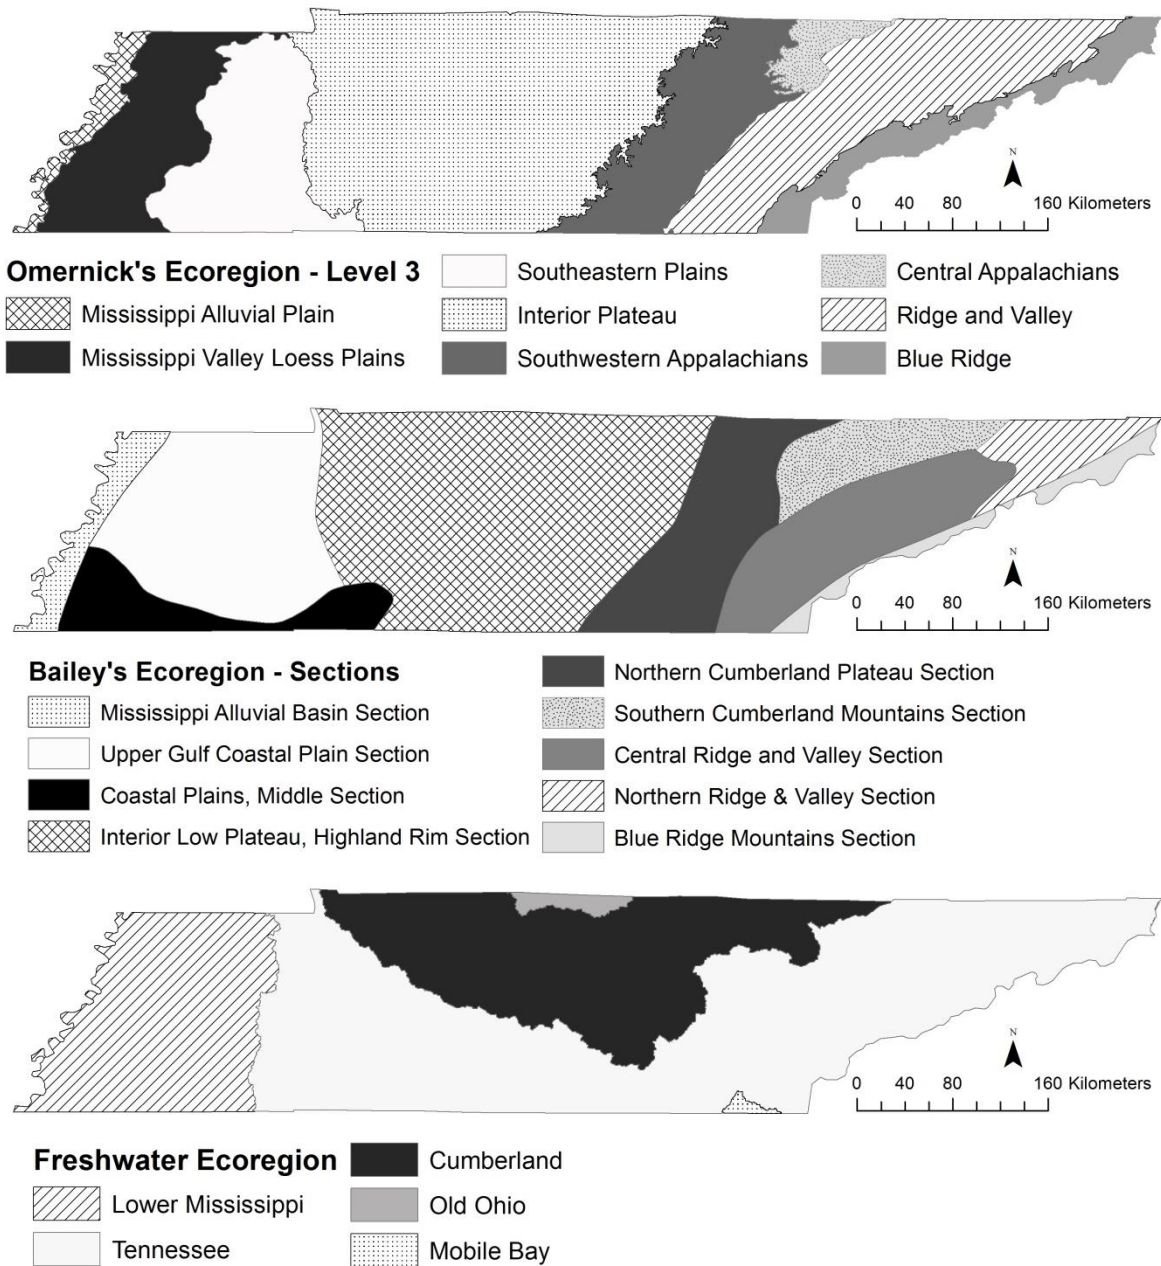 N
0 40 80 160 Kilometers
Omernick's Ecoregion - Level 3
Mississippi Alluvial Plain
Mississippi Valley Loess Plains
Southeastern Plains
Interior Plateau
Southwestern Appalachians
Central Appalachians
Ridge and Valley
Blue Ridge
N
0 40 80 160 Kilometers
Bailey's Ecoregion - Sections
Mississippi Alluvial Basin Section
Upper Gulf Coastal Plain Section
Coastal Plains, Middle Section
Interior Low Plateau, Highland Rim Section
Northern Cumberland Plateau Section
Southern Cumberland Mountains Section
Central Ridge and Valley Section
Northern Ridge & Valley Section
Blue Ridge Mountains Section
N
0 40 80 160 Kilometers
Freshwater Ecoregion
Lower Mississippi
Tennessee
Cumberland
Old Ohio
Mobile Bay